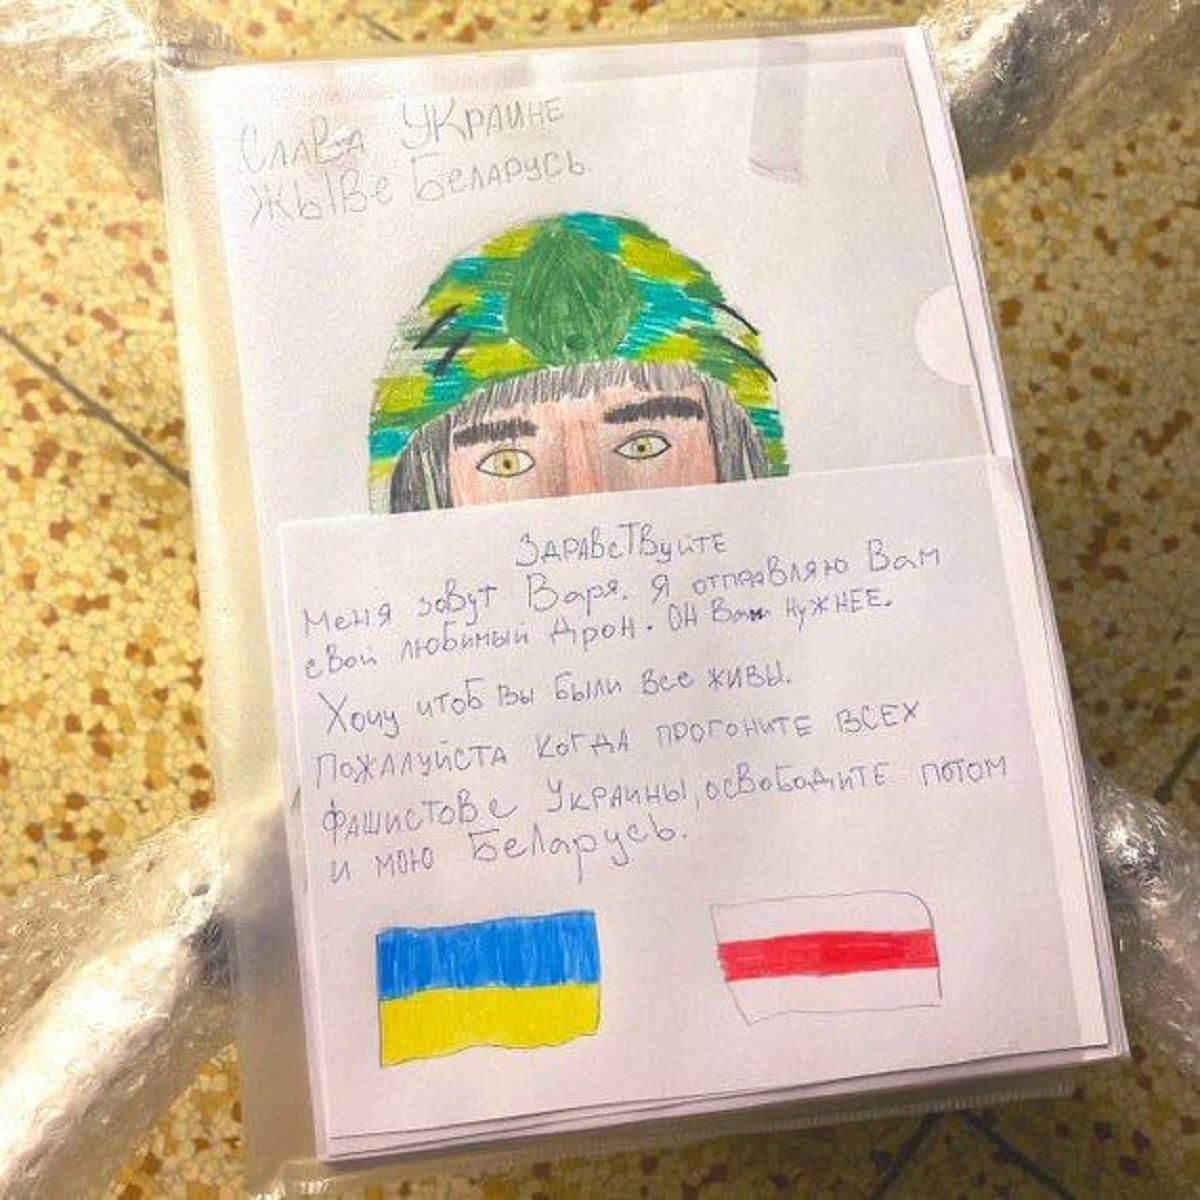 Слава Украине
Жыве Беларусь
Здравствуйте
Меня зовут Варя. Я отправляю Вам
свой любимый дрон. Он Вам нужнее.
Хочу чтоб вы были все живы.
Пожалуйста когда прогоните всех
фашистов с Украины, освободите потом
и мою Беларусь.